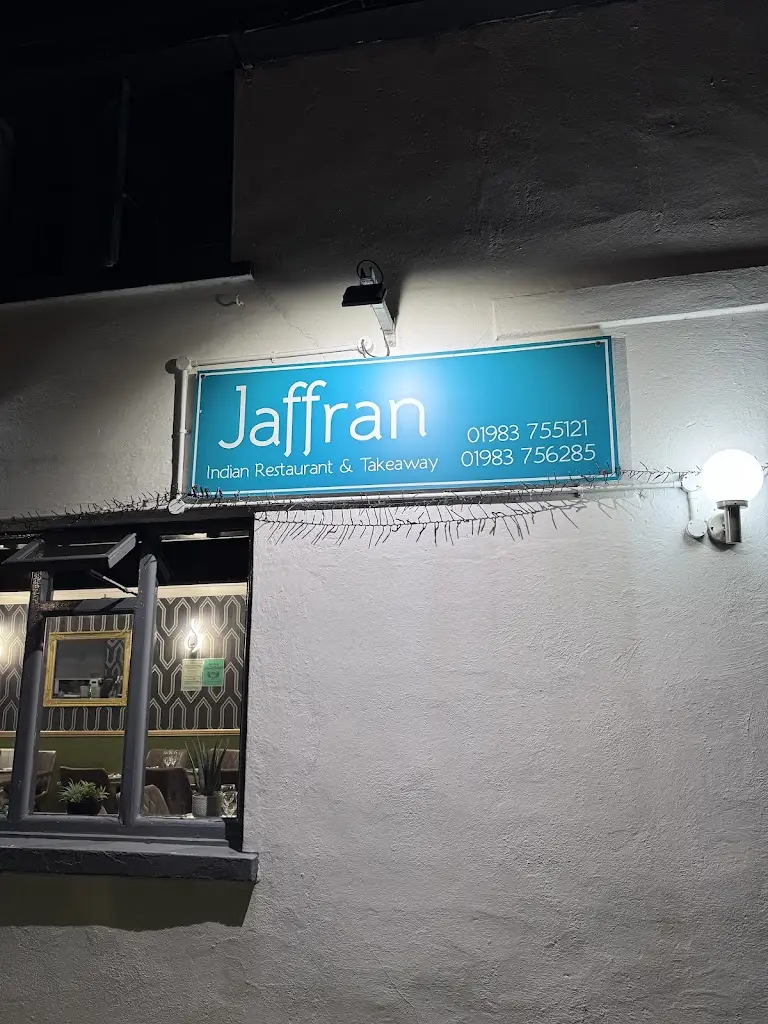 Jaffran
Indian Restaurant & Takeaway
01983 755121
01983 756285